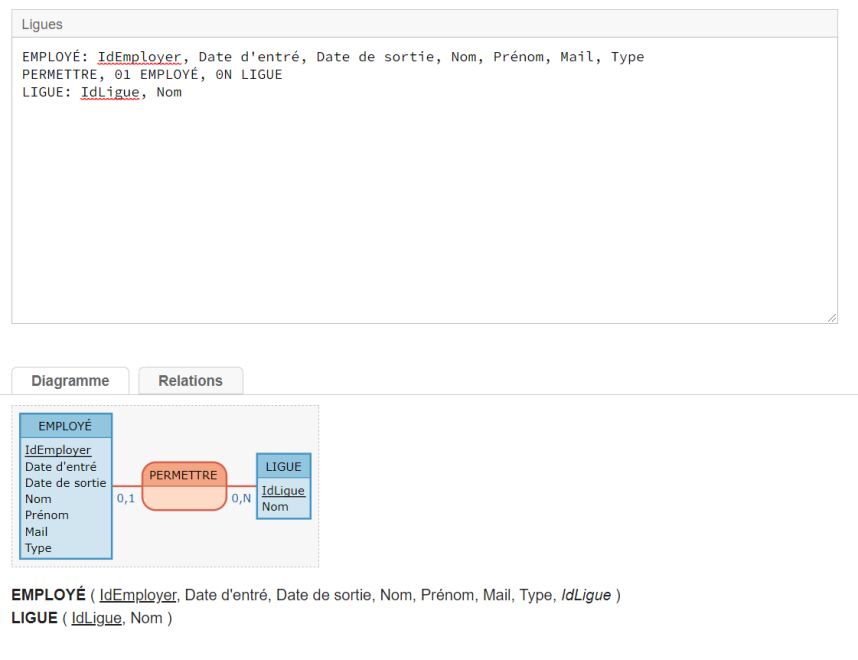 Ligues
EMPLOYÉ: IdEmployer, Date d'entré, Date de sortie, Nom, Prénom, Mail, Type
PERMETTRE, 01 EMPLOYÉ, 0N LIGUE
LIGUE: IdLigue, Nom
Diagramme
Relations
EMPLOYÉ
IdEmployer
Date d'entré
Date de sortie
Nom
Prénom
Mail
Type
0,1
PERMETTRE
0,N
LIGUE
IdLigue
Nom
EMPLOYÉ ( IdEmployer, Date d'entré, Date de sortie, Nom, Prénom, Mail, Type, IdLigue )
LIGUE ( IdLigue, Nom )